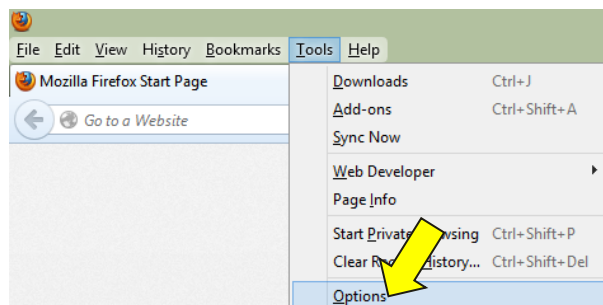 File Edit View History Bookmarks Tools Help
Mozilla Firefox Start Page
Go to a Website
Downloads Ctrl+J
Add-ons Ctrl+Shift+A
Sync Now
Web Developer
Page Info
Start Private Ctrl+Shift+P
Clear History... Ctrl+Shift+Del
Options